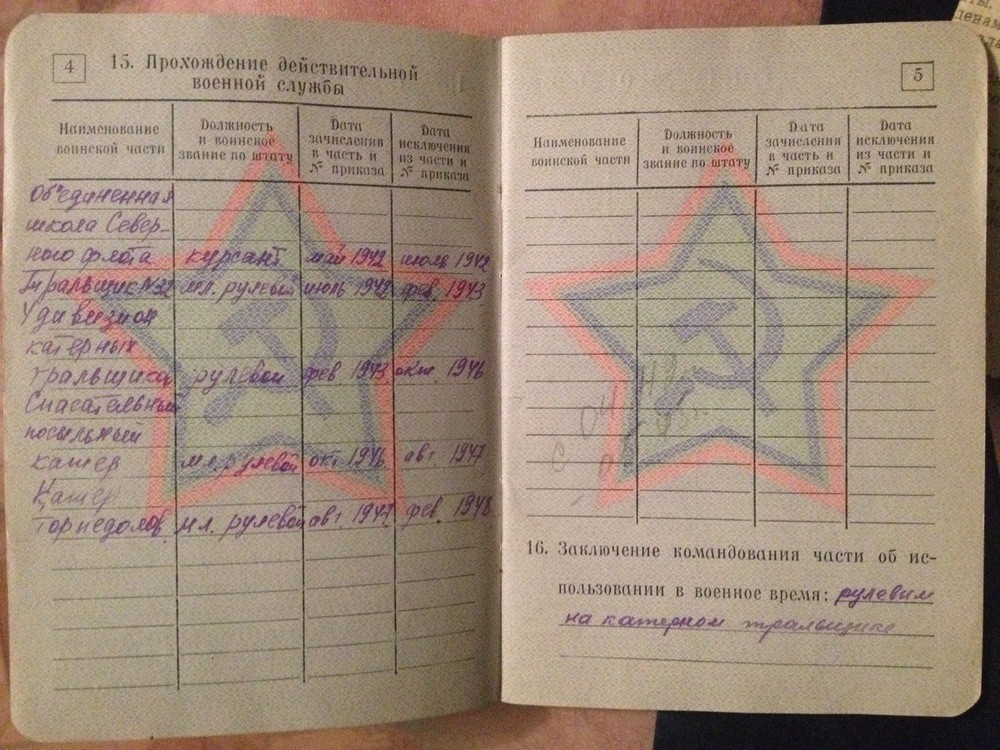 4
15. Прохождение действительной
военной службы
Наименование воинской части | Должность и воинское звание по штату | Дата зачисления в часть и № приказа | Дата исключения из части и № приказа
Объединенная
школа Север-
ного флота курсант май 1942 июль 1942
Тральщик №32 мл. рулевой июль 1942 фев 1943
дивизион
катерных
тральщиков рулевой фев 1943 окт. 1946
Спасательный
посыльный
катер мл. рулевой окт 1946 авт 1947
Катер
торпедолов мл. рулевой авт. 1947 фев 1948
5
Наименование воинской части | Должность и воинское звание по штату | Дата зачисления в часть и № приказа | Дата исключения из части и № приказа
16. Заключение командования части об ис-
пользовании в военное время: рулевим
на катерном тральщике